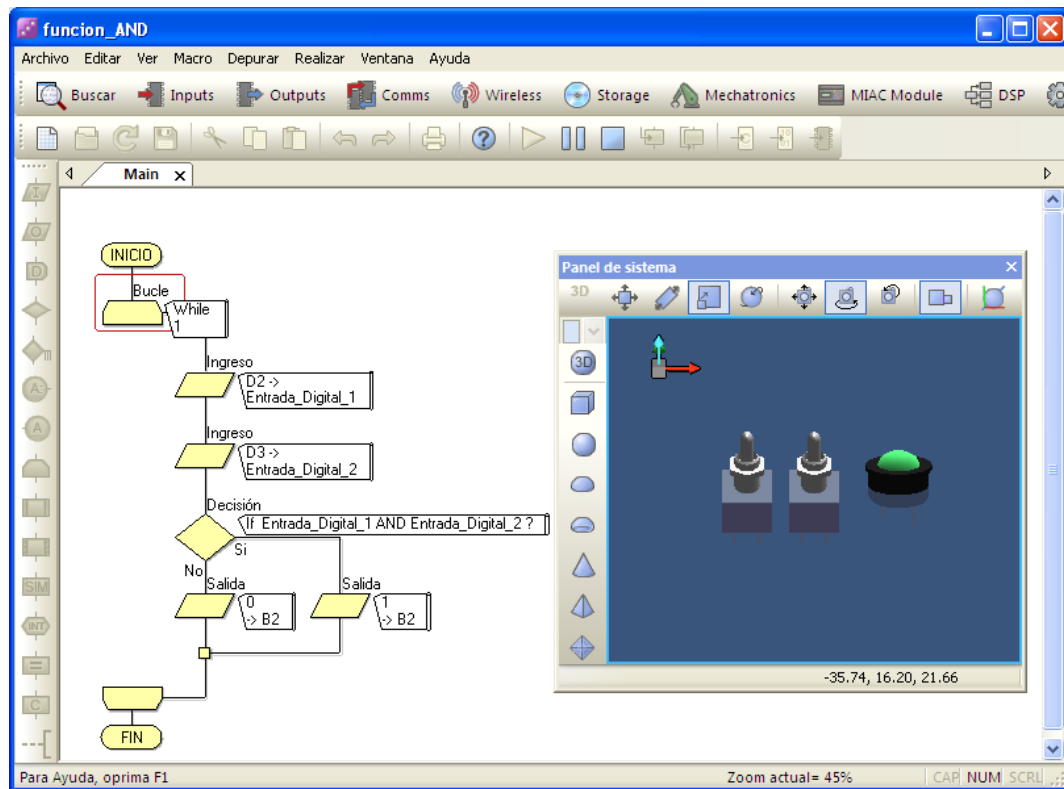 funcion_AND
Archivo Editar Ver Macro Depurar Realizar Ventana Ayuda
Buscar Inputs Outputs Comms Wireless Storage Mechatronics MIAC Module DSP
Main
INICIO
Bucle
While
1
Ingreso
D2 ->
Entrada_Digital_1
Ingreso
D3 ->
Entrada_Digital_2
Decisión
If Entrada_Digital_1 AND Entrada_Digital_2 ?
Si
No
Salida
0
-> B2
Salida
1
-> B2
FIN
Panel de sistema
3D
3D
-35.74, 16.20, 21.66
I
O
D
m
A:
A
SIM
INT
=
C
Para Ayuda, oprima F1
Zoom actual= 45%
CAP NUM SCRL